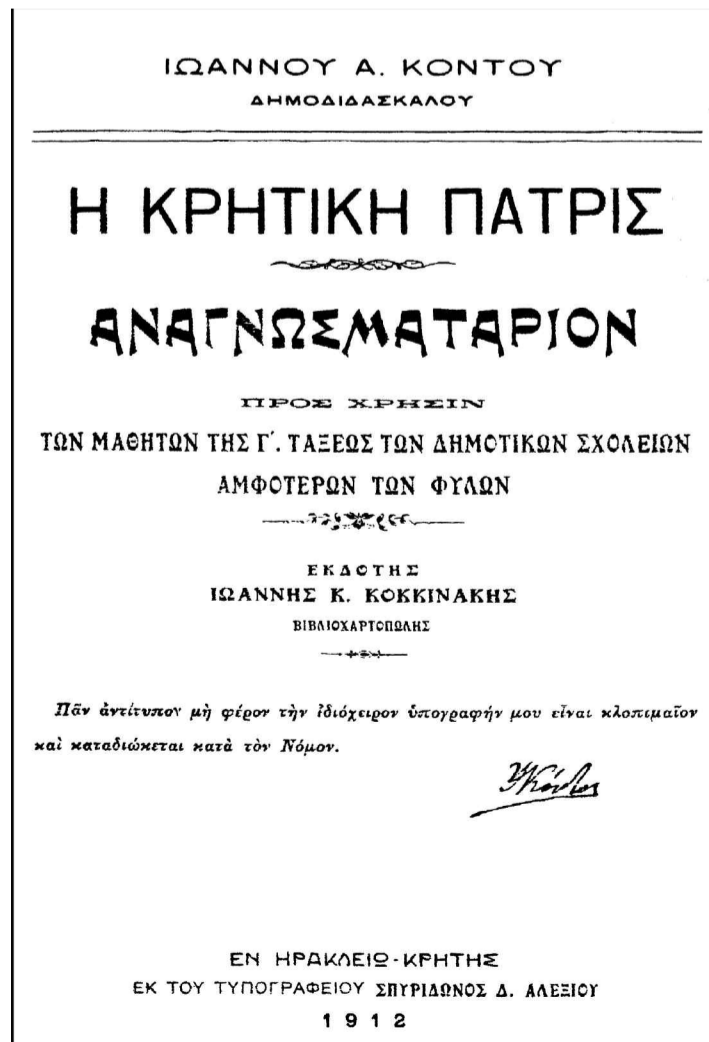 ΙΩΑΝΝΟΥ Α. ΚΟΝΤΟΥ
ΔΗΜΟΔΙΔΑΣΚΑΛΟΥ
Η ΚΡΗΤΙΚΗ ΠΑΤΡΙΣ
ΑΝΑΓΝΩΣΜΑΤΑΡΙΟΝ
ΠΡΟΣ ΧΡΗΣΙΝ
ΤΩΝ ΜΑΘΗΤΩΝ ΤΗΣ Γ΄. ΤΑΞΕΩΣ ΤΩΝ ΔΗΜΟΤΙΚΩΝ ΣΧΟΛΕΙΩΝ
ΑΜΦΟΤΕΡΩΝ ΤΩΝ ΦΥΛΩΝ
ΕΚΔΟΤΗΣ
ΙΩΑΝΝΗΣ Κ. ΚΟΚΚΙΝΑΚΗΣ
ΒΙΒΛΙΟΧΑΡΤΟΠΩΛΗΣ
Πᾶν ἀντίτυπον μὴ φέρον τὴν ἰδιόχειρον ὑπογραφήν μου εἶναι κλοπιμαῖον
καὶ καταδιώκεται κατὰ τὸν Νόμον.
ΕΝ ΗΡΑΚΛΕΙΩ-ΚΡΗΤΗΣ
ΕΚ ΤΟΥ ΤΥΠΟΓΡΑΦΕΙΟΥ ΣΠΥΡΙΔΩΝΟΣ Δ. ΑΛΕΞΙΟΥ
1912